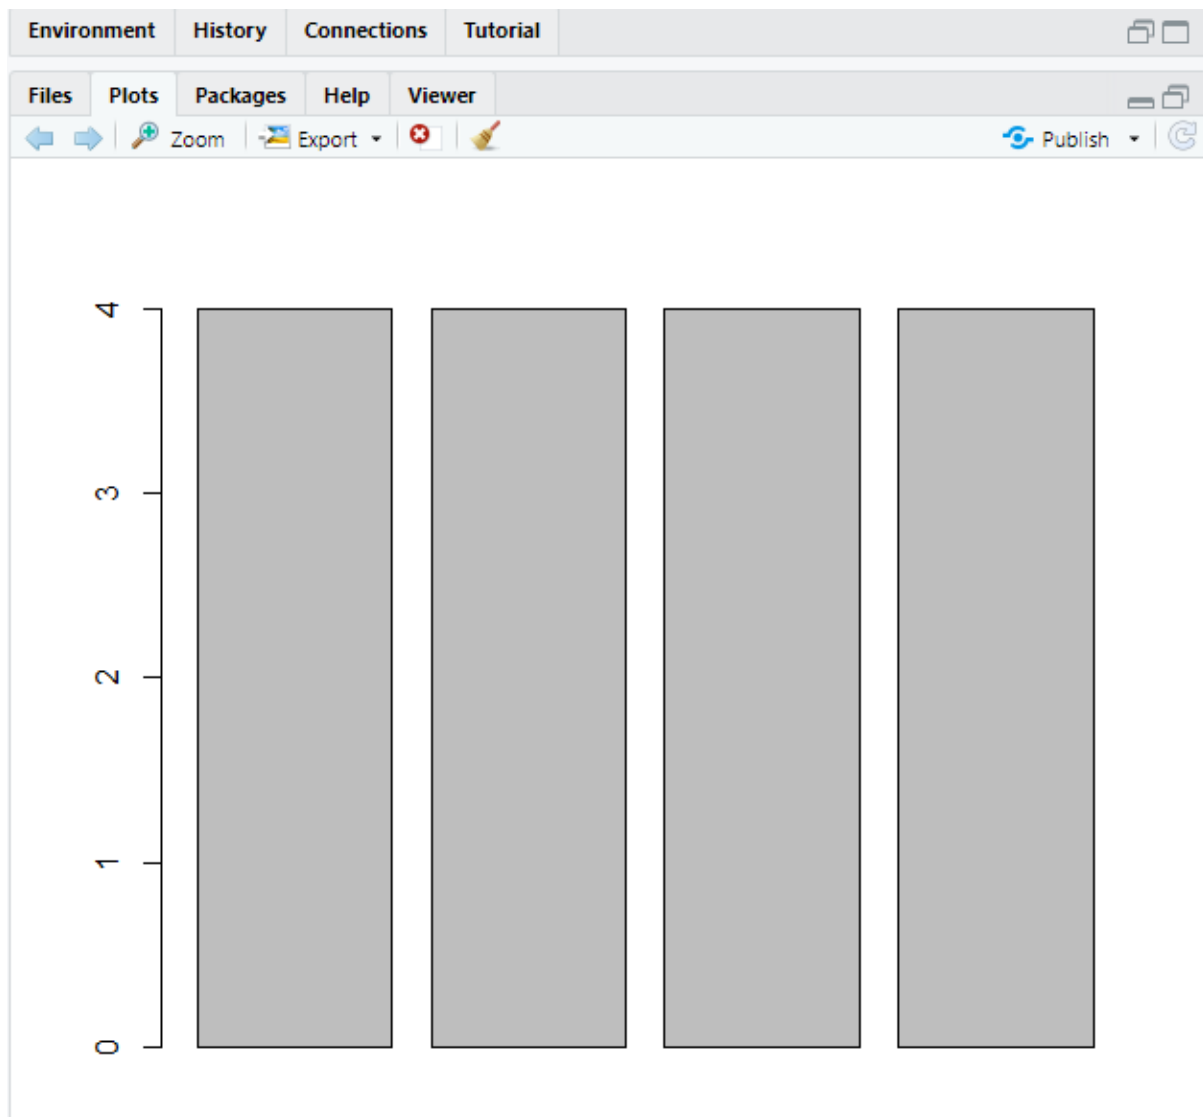 Environment History Connections Tutorial
Files Plots Packages Help Viewer
Zoom Export Publish
4
3
2
1
0